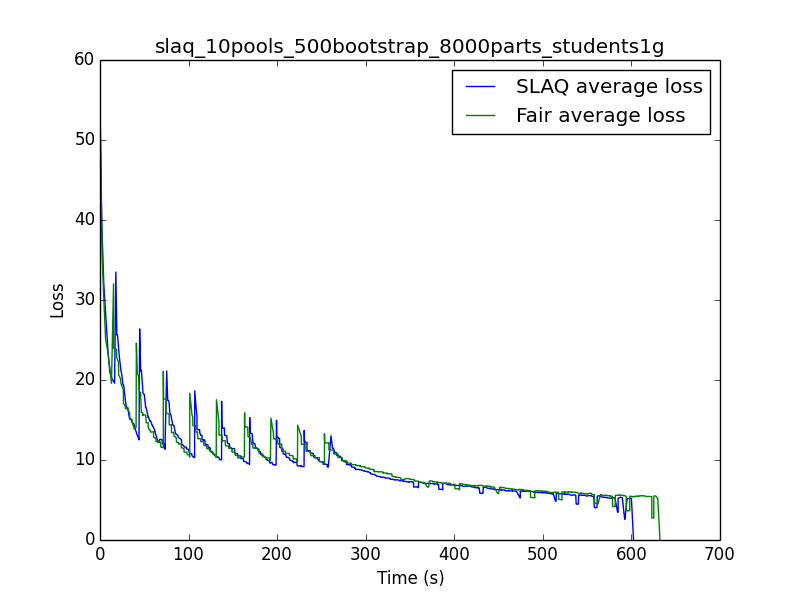 slaq_10pools_500bootstrap_8000parts_students1g
SLAQ average loss
Fair average loss
60
50
40
30
20
10
0
Loss
0 100 200 300 400 500 600 700
Time (s)